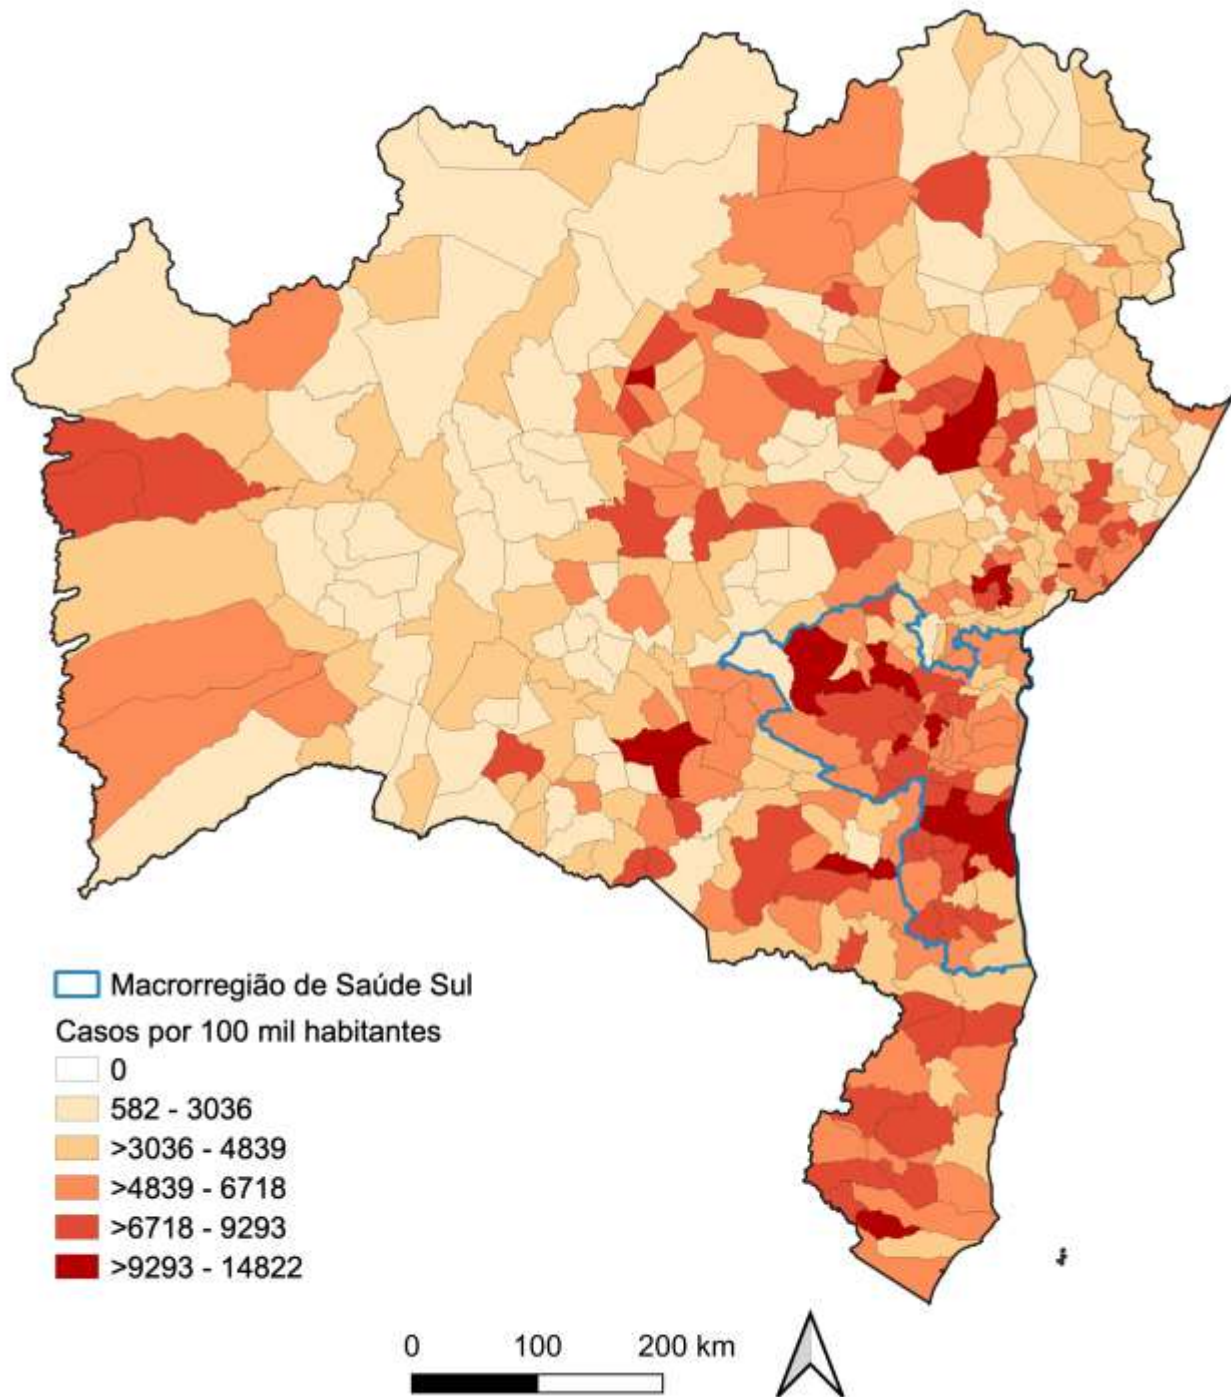 Macrorregião de Saúde Sul
Casos por 100 mil habitantes
0
582 - 3036
>3036 - 4839
>4839 - 6718
>6718 - 9293
>9293 - 14822
0 100 200 km